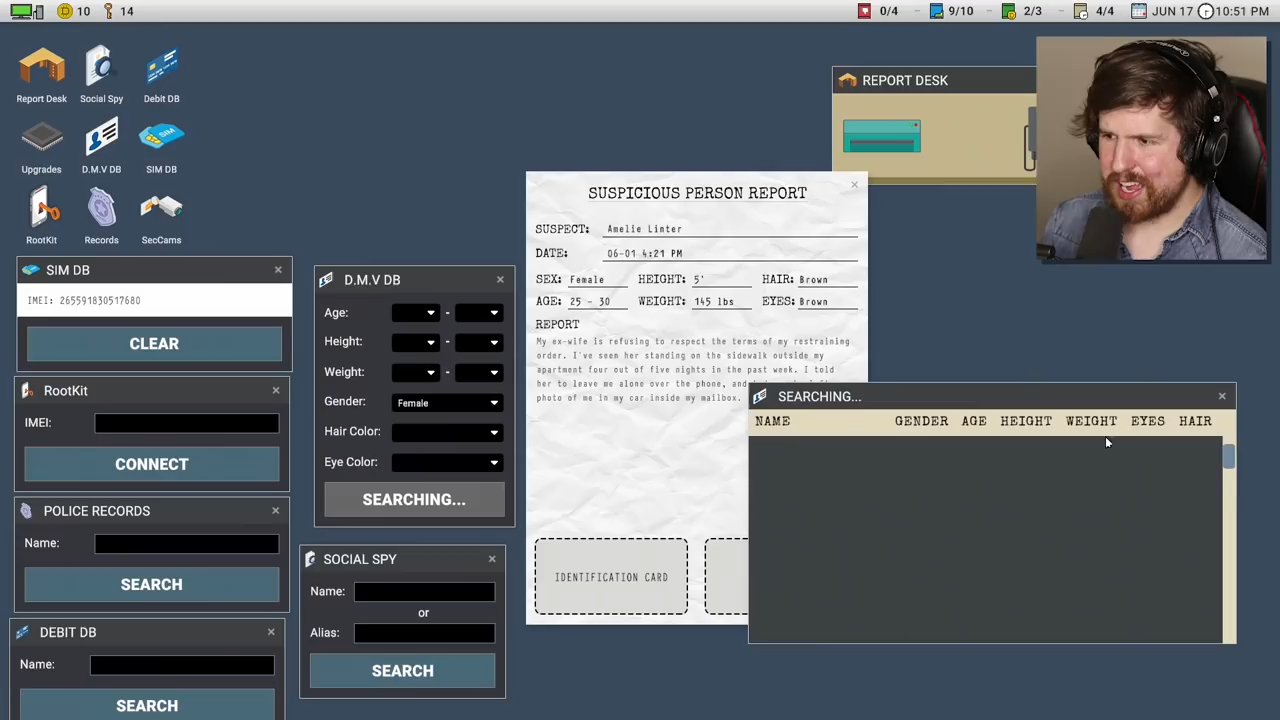 10
14
0/4
9/10
2/3
4/4
JUN 17
10:51 PM
Report Desk
Social Spy
Debit DB
Upgrades
D.M.V DB
SIM DB
RootKit
Records
SecCams
REPORT DESK
SIM DB
IMEI: 265591830517680
CLEAR
RootKit
IMEI:
CONNECT
POLICE RECORDS
Name:
SEARCH
DEBIT DB
Name:
SEARCH
D.M.V DB
Age: -
Height: -
Weight: -
Gender: Female
Hair Color:
Eye Color:
SEARCHING...
SOCIAL SPY
Name:
or
Alias:
SEARCH
SUSPICIOUS PERSON REPORT
SUSPECT: Amelie Linter
DATE: 06-01 4:21 PM
SEX: Female HEIGHT: 5' HAIR: Brown
AGE: 25 - 30 WEIGHT: 145 lbs EYES: Brown
REPORT
My ex-wife is refusing to respect the terms of my restraining
order. I've seem her standing on the sidewalk outside my
apartment four out of five nights in the past week. I told
her to leave me alone over the phone, and
photo of me in my car inside my mailbox.
IDENTIFICATION CARD
SEARCHING...
NAME GENDER AGE HEIGHT WEIGHT EYES HAIR